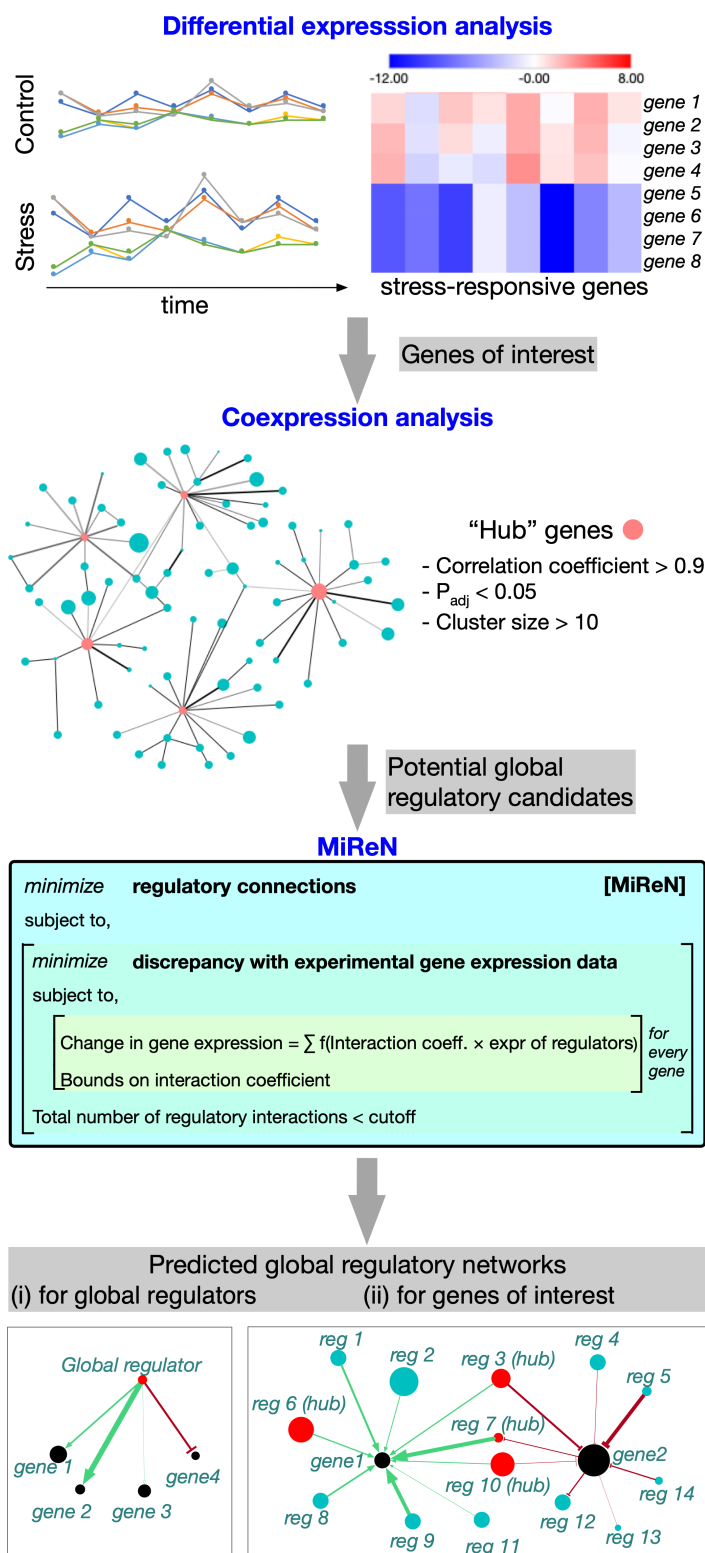 Differential expresssion analysis
Control
Stress
time
-12.00 -0.00 8.00
gene 1
gene 2
gene 3
gene 4
gene 5
gene 6
gene 7
gene 8
stress-responsive genes
Genes of interest
Coexpression analysis
“Hub” genes
- Correlation coefficient > 0.9
- Padj < 0.05
- Cluster size > 10
Potential global
regulatory candidates
MiReN
minimize regulatory connections [MiReN]
subject to,
minimize discrepancy with experimental gene expression data
subject to,
Change in gene expression = ∑ f(Interaction coeff. × expr of regulators)
Bounds on interaction coefficient
for
every
gene
Total number of regulatory interactions < cutoff
Predicted global regulatory networks
(i) for global regulators (ii) for genes of interest
Global regulator
gene 1
gene 2
gene 3
gene4
reg 1
reg 2
reg 3 (hub)
reg 4
reg 5
reg 6 (hub)
reg 7 (hub)
gene1
gene2
reg 10 (hub)
reg 14
reg 8
reg 9
reg 11
reg 12
reg 13